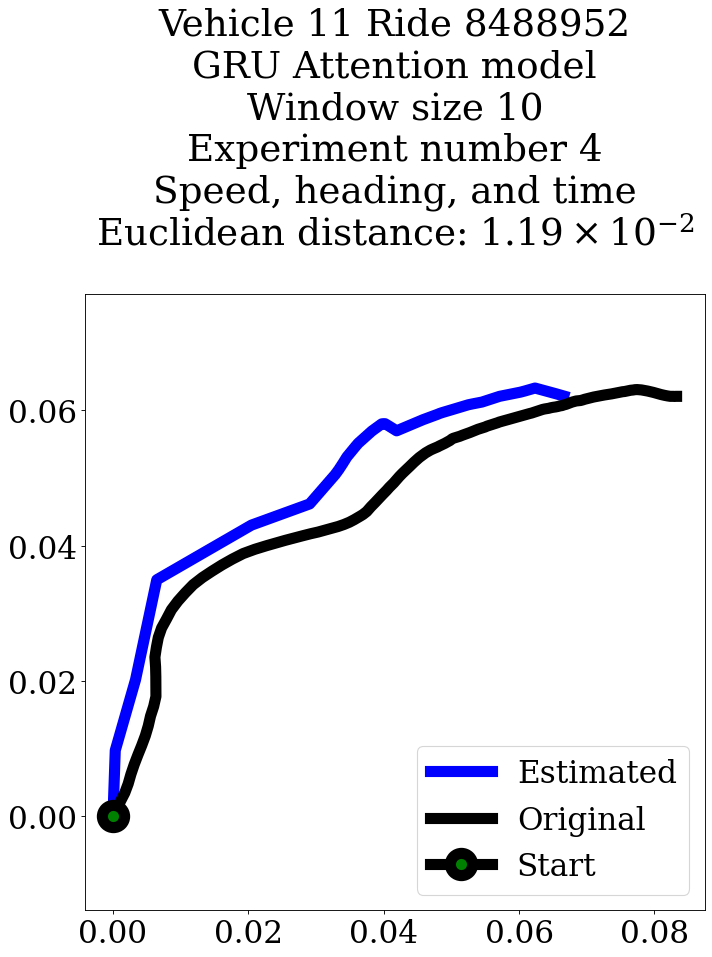 Vehicle 11 Ride 8488952
GRU Attention model
Window size 10
Experiment number 4
Speed, heading, and time
Euclidean distance: 1.19 × 10⁻²
0.06
0.04
0.02
0.00
Estimated
Original
Start
0.00 0.02 0.04 0.06 0.08